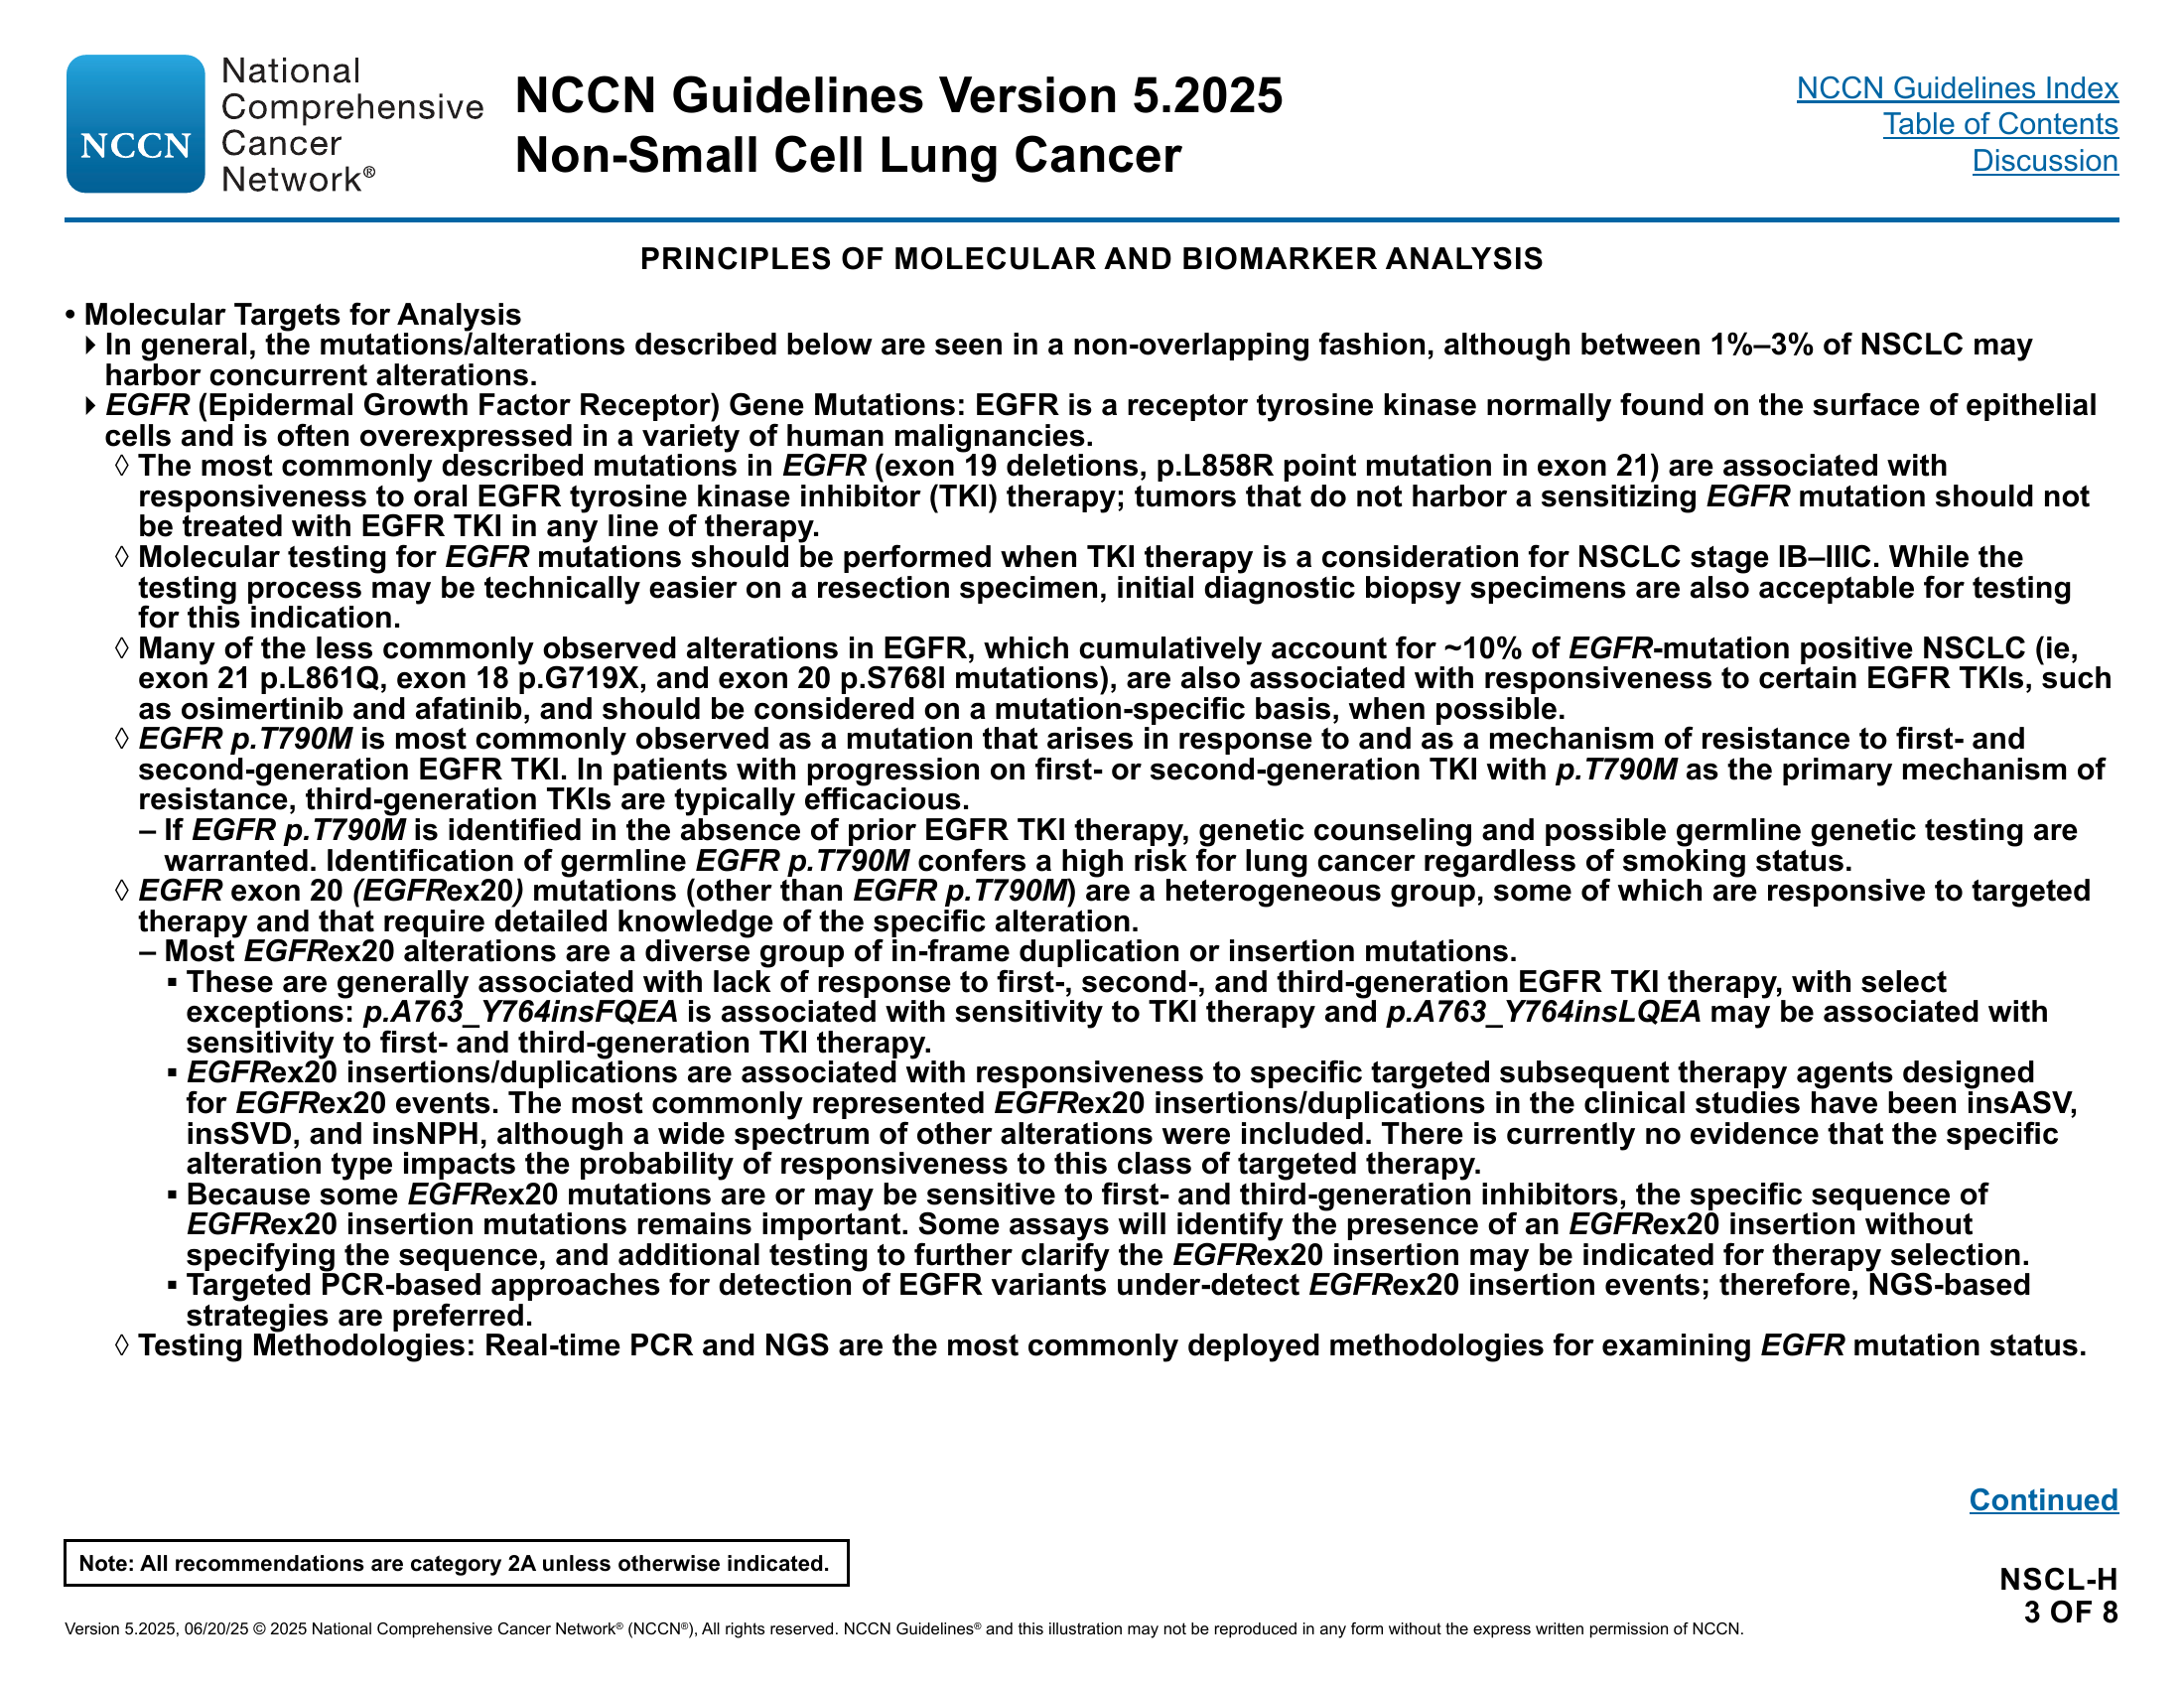 National
Comprehensive
Cancer
Network®
NCCN
NCCN Guidelines Version 5.2025
Non-Small Cell Lung Cancer
NCCN Guidelines Index
Table of Contents
Discussion
PRINCIPLES OF MOLECULAR AND BIOMARKER ANALYSIS
• Molecular Targets for Analysis
In general, the mutations/alterations described below are seen in a non-overlapping fashion, although between 1%–3% of NSCLC may
harbor concurrent alterations.
EGFR (Epidermal Growth Factor Receptor) Gene Mutations: EGFR is a receptor tyrosine kinase normally found on the surface of epithelial
cells and is often overexpressed in a variety of human malignancies.
◊ The most commonly described mutations in EGFR (exon 19 deletions, p.L858R point mutation in exon 21) are associated with
responsiveness to oral EGFR tyrosine kinase inhibitor (TKI) therapy; tumors that do not harbor a sensitizing EGFR mutation should not
be treated with EGFR TKI in any line of therapy.
◊ Molecular testing for EGFR mutations should be performed when TKI therapy is a consideration for NSCLC stage IB–IIIC. While the
testing process may be technically easier on a resection specimen, initial diagnostic biopsy specimens are also acceptable for testing
for this indication.
◊ Many of the less commonly observed alterations in EGFR, which cumulatively account for ~10% of EGFR-mutation positive NSCLC (ie,
exon 21 p.L861Q, exon 18 p.G719X, and exon 20 p.S768I mutations), are also associated with responsiveness to certain EGFR TKIs, such
as osimertinib and afatinib, and should be considered on a mutation-specific basis, when possible.
◊ EGFR p.T790M is most commonly observed as a mutation that arises in response to and as a mechanism of resistance to first- and
second-generation EGFR TKI. In patients with progression on first- or second-generation TKI with p.T790M as the primary mechanism of
resistance, third-generation TKIs are typically efficacious.
– If EGFR p.T790M is identified in the absence of prior EGFR TKI therapy, genetic counseling and possible germline genetic testing are
warranted. Identification of germline EGFR p.T790M confers a high risk for lung cancer regardless of smoking status.
◊ EGFR exon 20 (EGFRex20) mutations (other than EGFR p.T790M) are a heterogeneous group, some of which are responsive to targeted
therapy and that require detailed knowledge of the specific alteration.
– Most EGFRex20 alterations are a diverse group of in-frame duplication or insertion mutations.
▪ These are generally associated with lack of response to first-, second-, and third-generation EGFR TKI therapy, with select
exceptions: p.A763_Y764insFQEA is associated with sensitivity to TKI therapy and p.A763_Y764insLQEA may be associated with
sensitivity to first- and third-generation TKI therapy.
▪ EGFRex20 insertions/duplications are associated with responsiveness to specific targeted subsequent therapy agents designed
for EGFRex20 events. The most commonly represented EGFRex20 insertions/duplications in the clinical studies have been insASV,
insSVD, and insNPH, although a wide spectrum of other alterations were included. There is currently no evidence that the specific
alteration type impacts the probability of responsiveness to this class of targeted therapy.
▪ Because some EGFRex20 mutations are or may be sensitive to first- and third-generation inhibitors, the specific sequence of
EGFRex20 insertion mutations remains important. Some assays will identify the presence of an EGFRex20 insertion without
specifying the sequence, and additional testing to further clarify the EGFRex20 insertion may be indicated for therapy selection.
▪ Targeted PCR-based approaches for detection of EGFR variants under-detect EGFRex20 insertion events; therefore, NGS-based
strategies are preferred.
◊ Testing Methodologies: Real-time PCR and NGS are the most commonly deployed methodologies for examining EGFR mutation status.
Continued
Note: All recommendations are category 2A unless otherwise indicated.
NSCL-H
3 OF 8
Version 5.2025, 06/20/25 © 2025 National Comprehensive Cancer Network® (NCCN®), All rights reserved. NCCN Guidelines® and this illustration may not be reproduced in any form without the express written permission of NCCN.